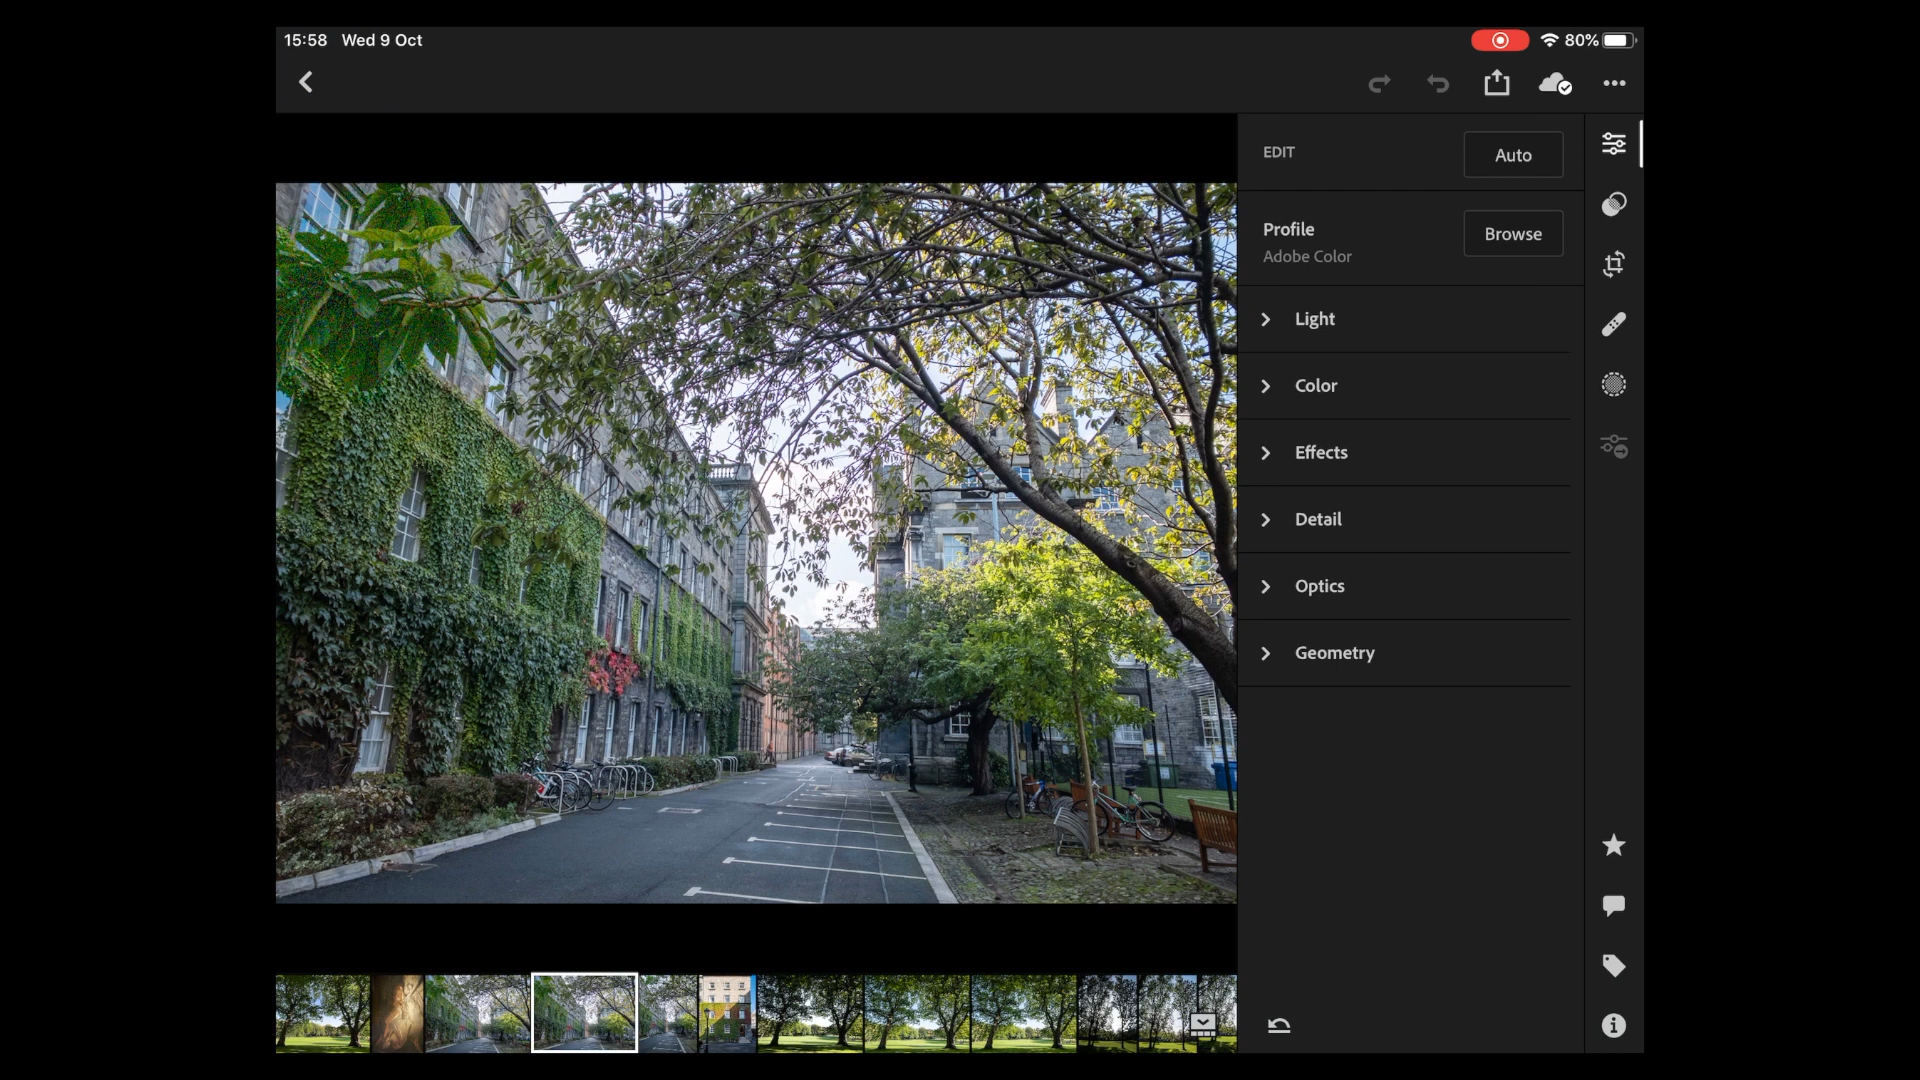 15:58 Wed 9 Oct
80%
EDIT
Auto
Profile
Browse
Adobe Color
Light
Color
Effects
Detail
Optics
Geometry